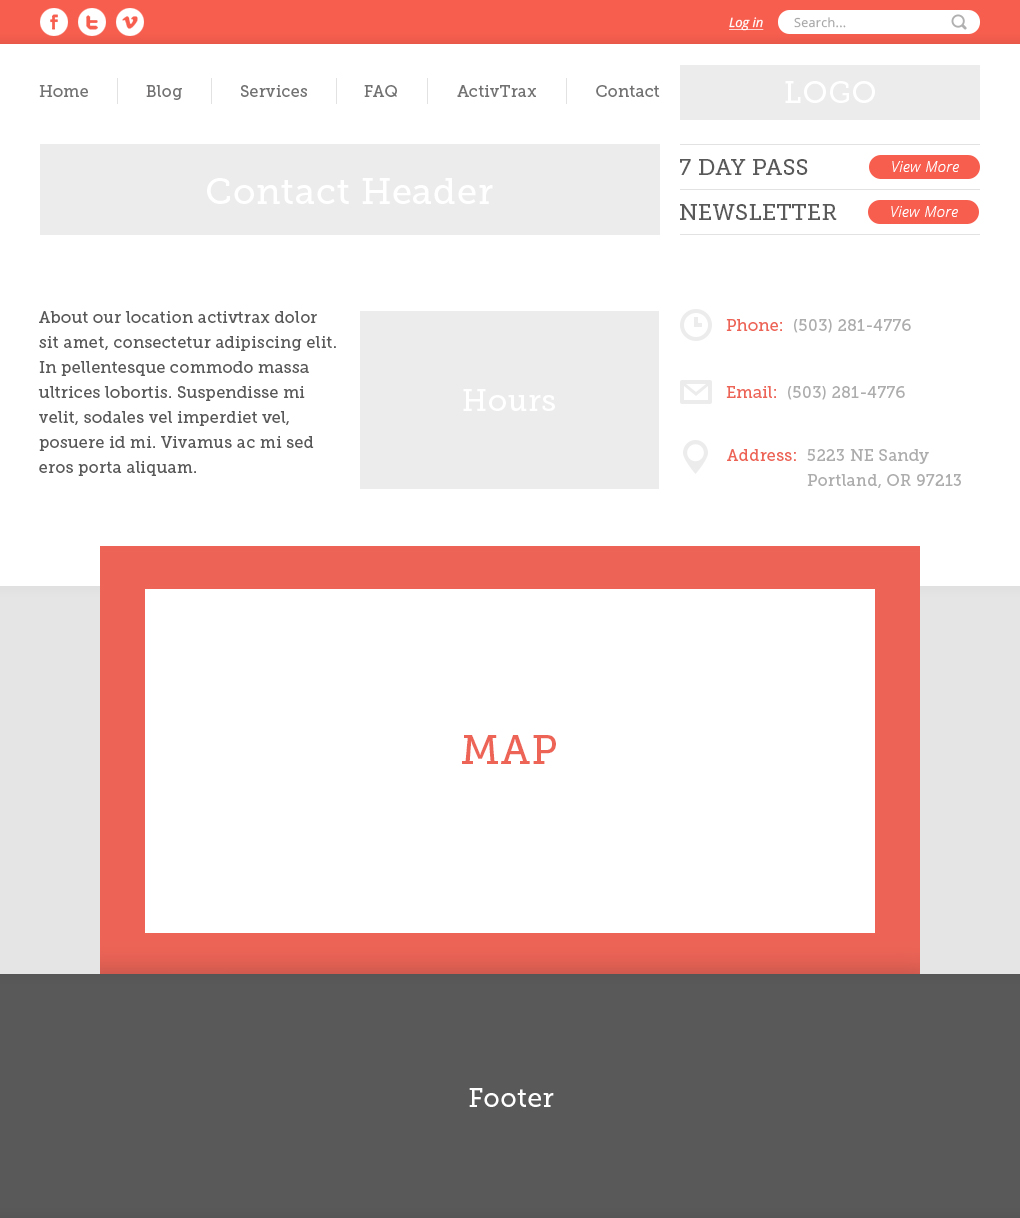 Log in
Search...
Home
Blog
Services
FAQ
ActivTrax
Contact
LOGO
Contact Header
7 DAY PASS
View More
NEWSLETTER
View More
About our location activtrax dolor
sit amet, consectetur adipiscing elit.
In pellentesque commodo massa
ultrices lobortis. Suspendisse mi
velit, sodales vel imperdiet vel,
posuere id mi. Vivamus ac mi sed
eros porta aliquam.
Hours
Phone: (503) 281-4776
Email: (503) 281-4776
Address: 5223 NE Sandy
Portland, OR 97213
MAP
Footer